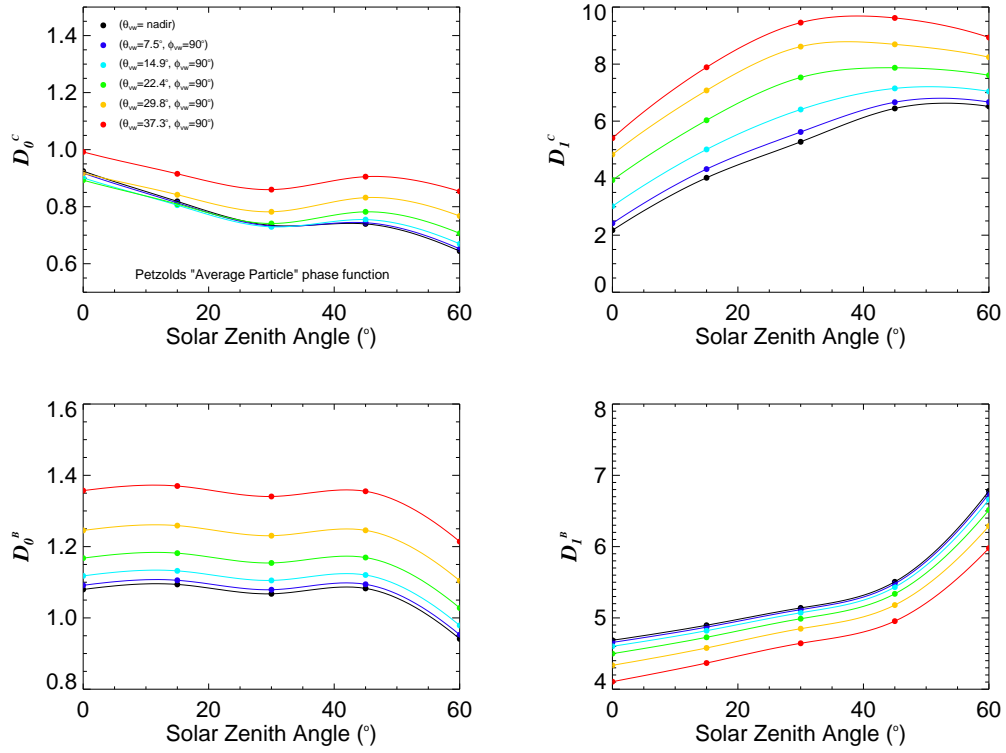 1.4
1.2
1.0
0.8
0.6
D₀ᶜ
(θᵥw= nadir)
(θᵥw=7.5°, ϕᵥw=90°)
(θᵥw=14.9°, ϕᵥw=90°)
(θᵥw=22.4°, ϕᵥw=90°)
(θᵥw=29.8°, ϕᵥw=90°)
(θᵥw=37.3°, ϕᵥw=90°)
Petzolds "Average Particle" phase function
0 20 40 60
Solar Zenith Angle (°)
10
8
6
4
2
0
D₁ᶜ
0 20 40 60
Solar Zenith Angle (°)
1.6
1.4
1.2
1.0
0.8
D₀ᴮ
0 20 40 60
Solar Zenith Angle (°)
8
7
6
5
4
D₁ᴮ
0 20 40 60
Solar Zenith Angle (°)